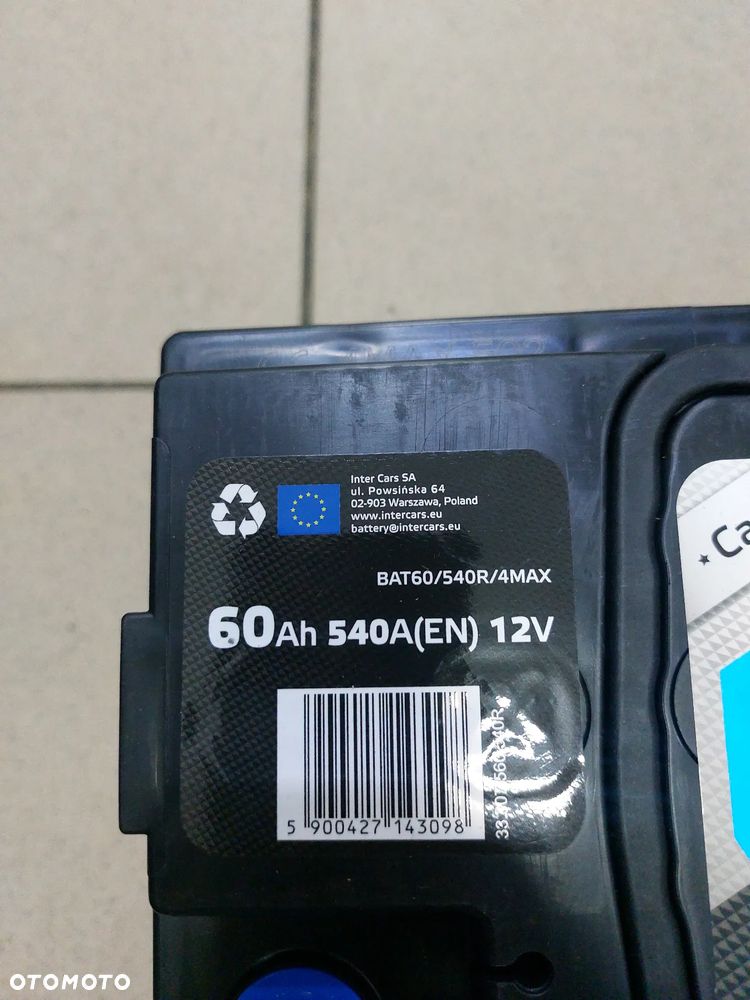 Inter Cars SA
ul. Powsińska 64
02-903 Warszawa, Poland
www.intercars.eu
battery@intercars.eu
BAT60/540R/4MAX
60Ah 540A(EN) 12V
5 900427 143098
Ca
OTOMOTO